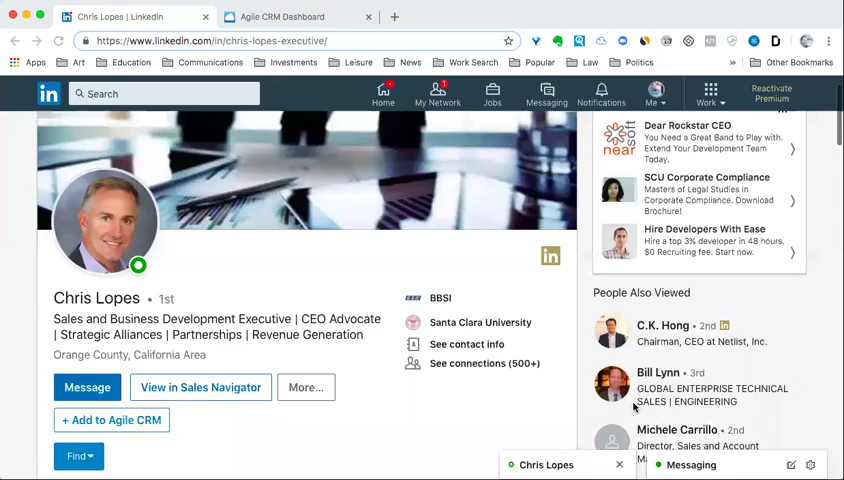 Chris Lopes | LinkedIn
Agile CRM Dashboard
https://www.linkedin.com/in/chris-lopes-executive/
Apps Art Education Communications Investments Leisure News Work Search Popular Law Politics Other Bookmarks
in Search
Home My Network Jobs Messaging Notifications Me Work
1
Reactivate
Premium
Dear Rockstar CEO
You Need a Great Band to Play with.
Extend Your Development Team
Today.
near soft
SCU Corporate Compliance
Masters of Legal Studies in
Corporate Compliance. Download
Brochure!
Hire Developers With Ease
Hire a top 3% developer in 48 hours.
$0 Recruiting fee. Start now.
in
Chris Lopes • 1st
Sales and Business Development Executive | CEO Advocate
| Strategic Alliances | Partnerships | Revenue Generation
Orange County, California Area
BBSI
Santa Clara University
See contact info
See connections (500+)
Message
View in Sales Navigator
More...
+ Add to Agile CRM
Find
People Also Viewed
C.K. Hong • 2nd in
Chairman, CEO at Netlist, Inc.
Bill Lynn • 3rd
GLOBAL ENTERPRISE TECHNICAL
SALES | ENGINEERING
Michele Carrillo • 2nd
Director, Sales and Account
Chris Lopes
Messaging